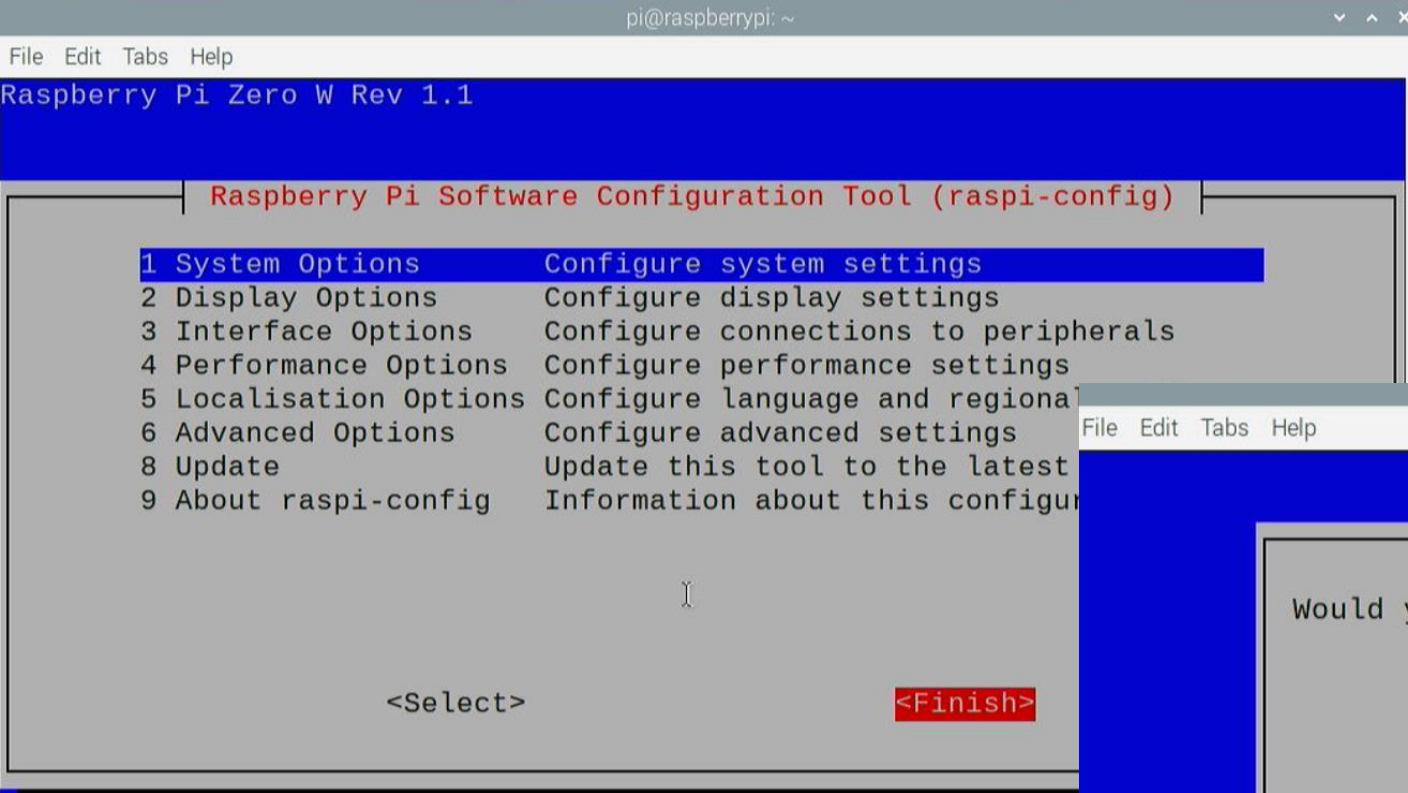 pi@raspberrypi: ~
File Edit Tabs Help
Raspberry Pi Zero W Rev 1.1
Raspberry Pi Software Configuration Tool (raspi-config)
1 System Options Configure system settings
2 Display Options Configure display settings
3 Interface Options Configure connections to peripherals
4 Performance Options Configure performance settings
5 Localisation Options Configure language and regional
6 Advanced Options Configure advanced settings
8 Update Update this tool to the latest
9 About raspi-config Information about this
<Select> <Finish>
File Edit Tabs Help
Would